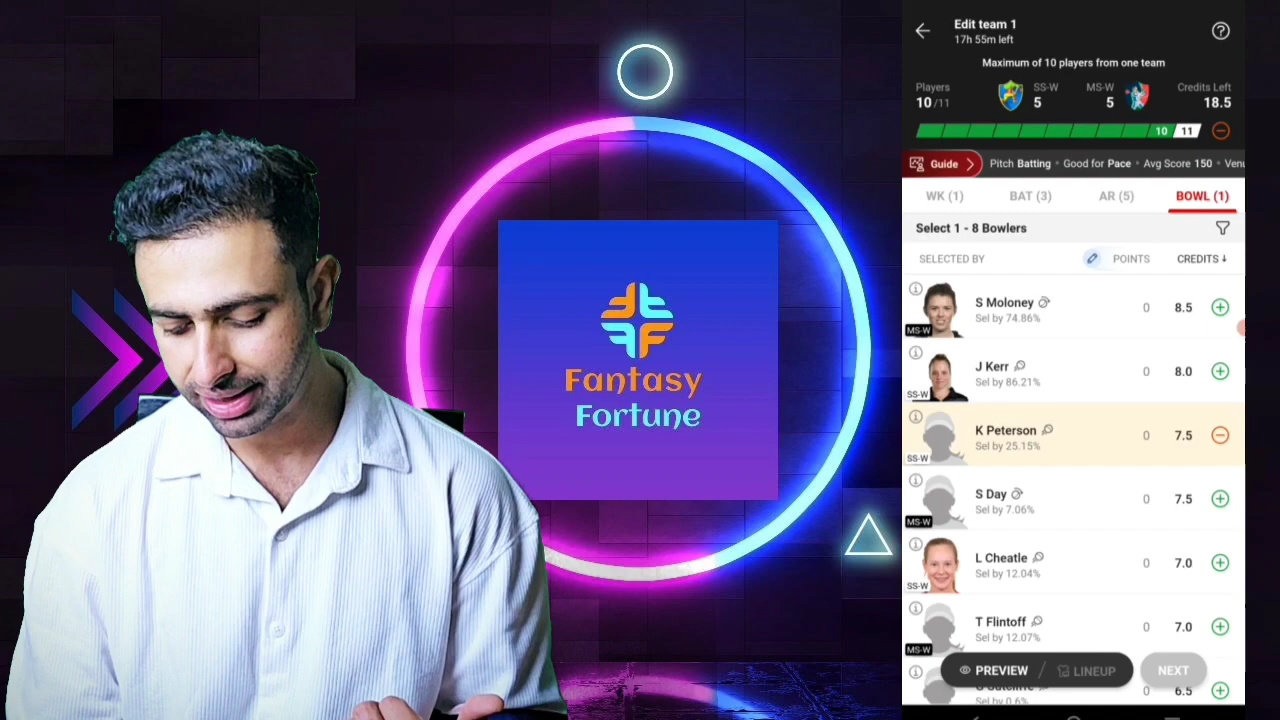 Edit team 1
17h 55m left
Maximum of 10 players from one team
Players
10/11
SS-W
5
MS-W
5
Credits Left
18.5
10
11
Guide
Pitch Batting • Good for Pace • Avg Score 150 •
WK (1)
BAT (3)
AR (5)
BOWL (1)
Select 1 - 8 Bowlers
SELECTED BY
POINTS
CREDITS↓
S Moloney
Sel by 74.86%
MS-W
0
8.5
J Kerr
Sel by 86.21%
SS-W
0
8.0
K Peterson
Sel by 25.15%
SS-W
0
7.5
S Day
Sel by 7.06%
MS-W
0
7.5
L Cheatle
Sel by 12.04%
SS-W
0
7.0
T Flintoff
Sel by 12.07%
MS-W
0
7.0
PREVIEW / LINEUP
NEXT
Sel by 0.6%
0
6.5
Fantasy
Fortune